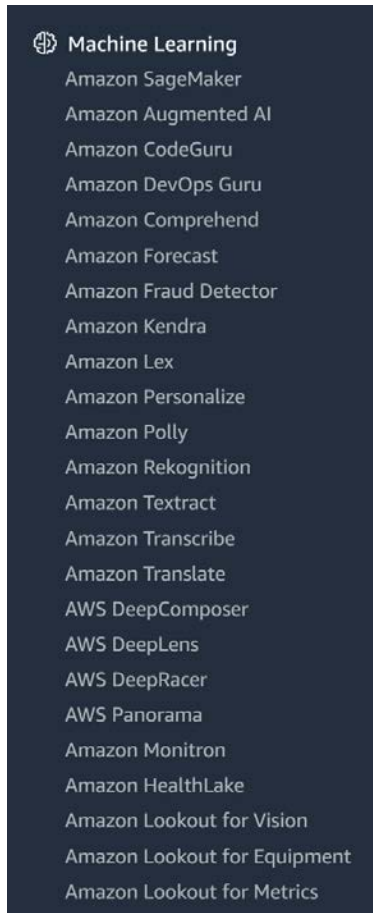 Machine Learning
Amazon SageMaker
Amazon Augmented AI
Amazon CodeGuru
Amazon DevOps Guru
Amazon Comprehend
Amazon Forecast
Amazon Fraud Detector
Amazon Kendra
Amazon Lex
Amazon Personalize
Amazon Polly
Amazon Rekognition
Amazon Textract
Amazon Transcribe
Amazon Translate
AWS DeepComposer
AWS DeepLens
AWS DeepRacer
AWS Panorama
Amazon Monitron
Amazon HealthLake
Amazon Lookout for Vision
Amazon Lookout for Equipment
Amazon Lookout for Metrics